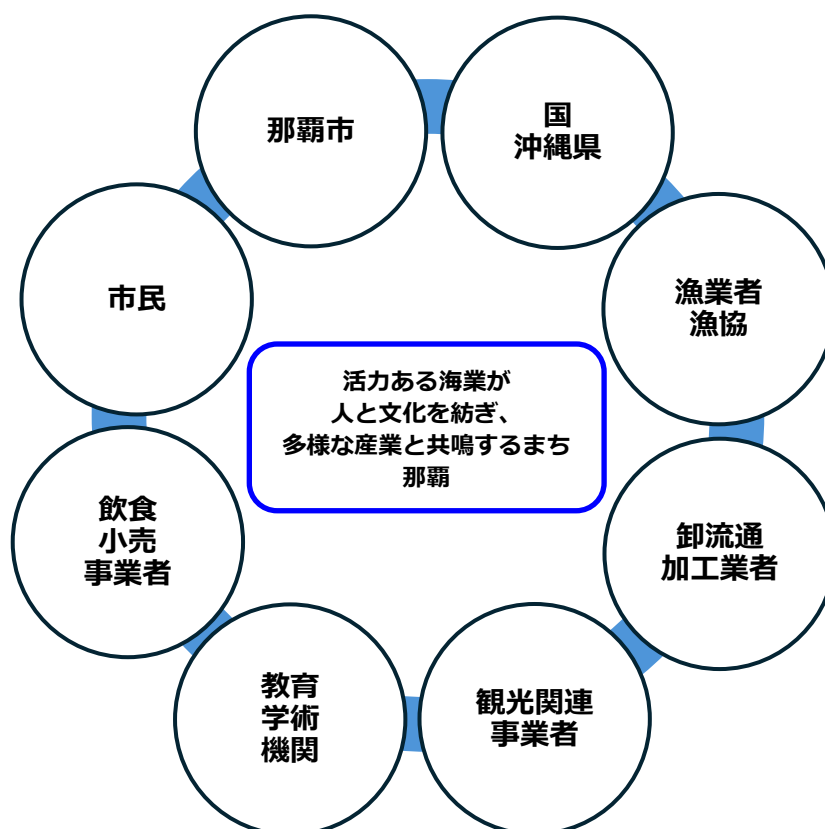 那覇市
国
沖縄県
漁業者
漁協
卸流通
加工業者
観光関連
事業者
教育
学術
機関
飲食
小売
事業者
市民
活力ある海業が
人と文化を紡ぎ、
多様な産業と共鳴するまち
那覇